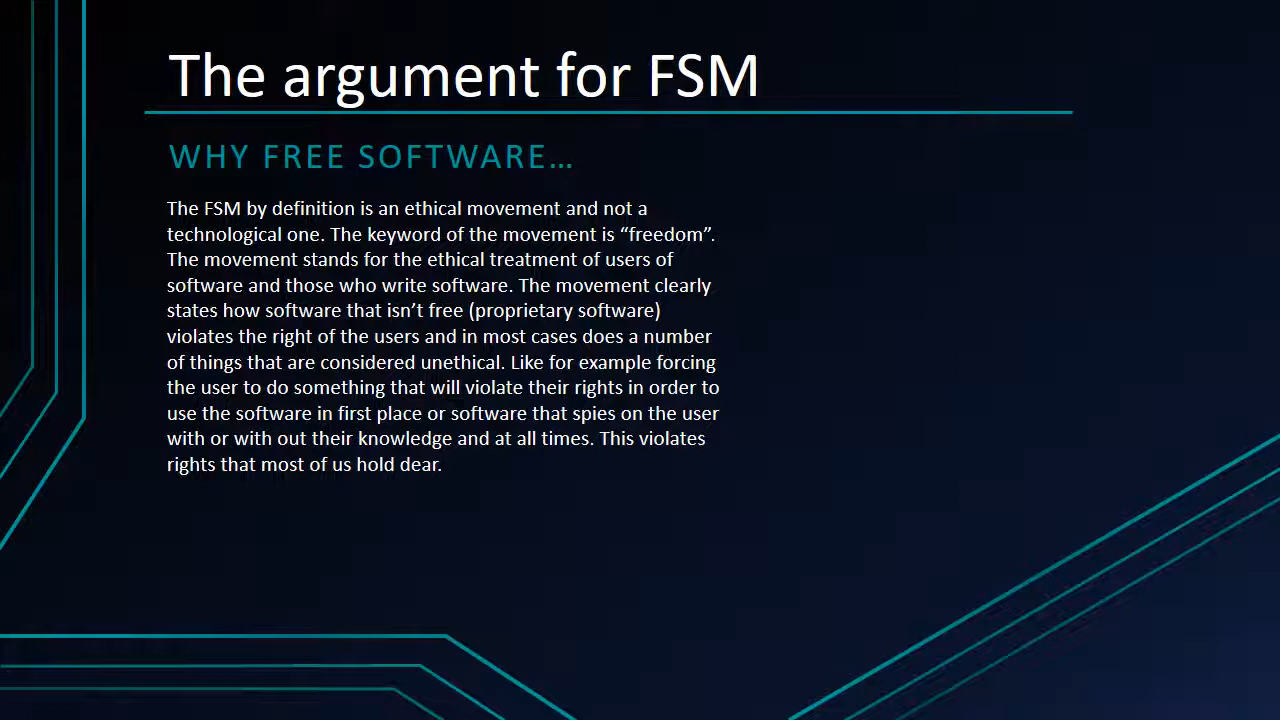 The argument for FSM
WHY FREE SOFTWARE…
The FSM by definition is an ethical movement and not a
technological one. The keyword of the movement is “freedom”.
The movement stands for the ethical treatment of users of
software and those who write software. The movement clearly
states how software that isn’t free (proprietary software)
violates the right of the users and in most cases does a number
of things that are considered unethical. Like for example forcing
the user to do something that will violate their rights in order to
use the software in first place or software that spies on the user
with or with out their knowledge and at all times. This violates
rights that most of us hold dear.